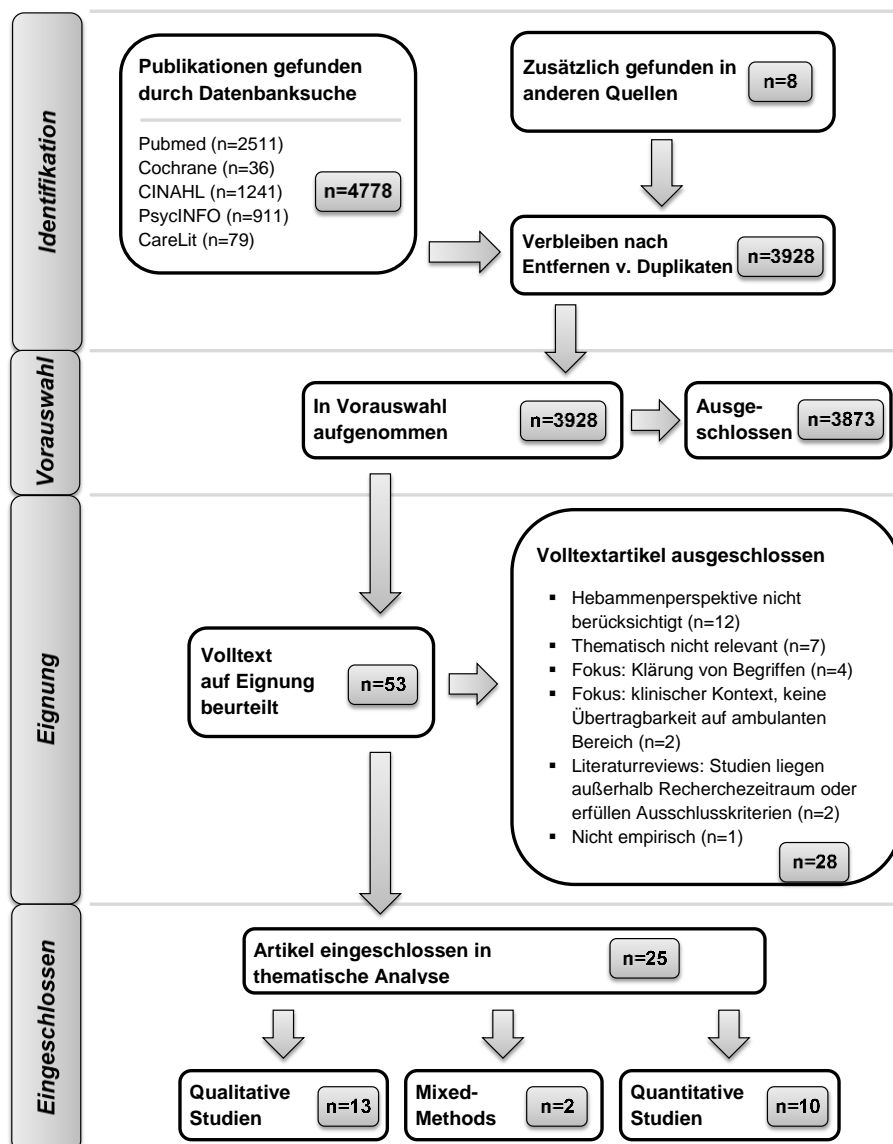 Identifikation
Publikationen gefunden
durch Datenbanksuche
Pubmed (n=2511)
Cochrane (n=36)
CINAHL (n=1241)
PsycINFO (n=911)
CareLit (n=79)
n=4778
Zusätzlich gefunden in
anderen Quellen
n=8
Verbleiben nach
Entfernen v. Duplikaten
n=3928
Vorauswahl
In Vorauswahl
aufgenommen
n=3928
Ausge-
schlossen
n=3873
Eignung
Volltext
auf Eignung
beurteilt
n=53
Volltextartikel ausgeschlossen
▪ Hebammenperspektive nicht
berücksichtigt (n=12)
▪ Thematisch nicht relevant (n=7)
▪ Fokus: Klärung von Begriffen (n=4)
▪ Fokus: klinischer Kontext, keine
Übertragbarkeit auf ambulanten
Bereich (n=2)
▪ Literaturreviews: Studien liegen
außerhalb Recherchezeitraum oder
erfüllen Ausschlusskriterien (n=2)
▪ Nicht empirisch (n=1)
n=28
Eingeschlossen
Artikel eingeschlossen in
thematische Analyse
n=25
Qualitative
Studien
n=13
Mixed-
Methods
n=2
Quantitative
Studien
n=10